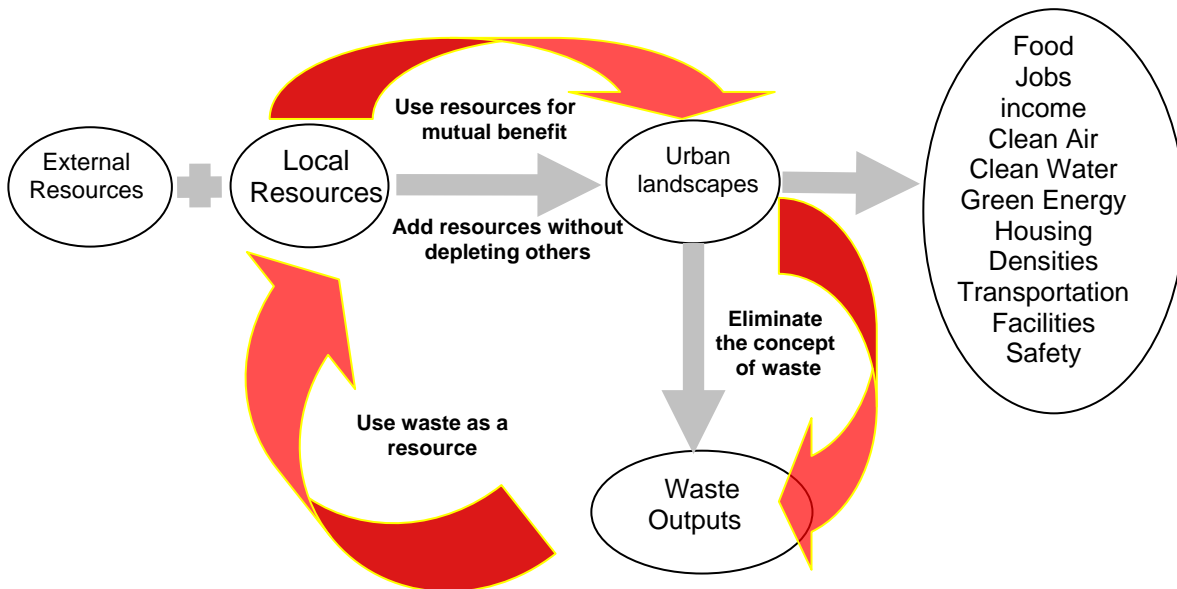 External
Resources
Local
Resources
Use resources for
mutual benefit
Add resources without
depleting others
Urban
landscapes
Food
Jobs
income
Clean Air
Clean Water
Green Energy
Housing
Densities
Transportation
Facilities
Safety
Eliminate
the concept
of waste
Use waste as a
resource
Waste
Outputs